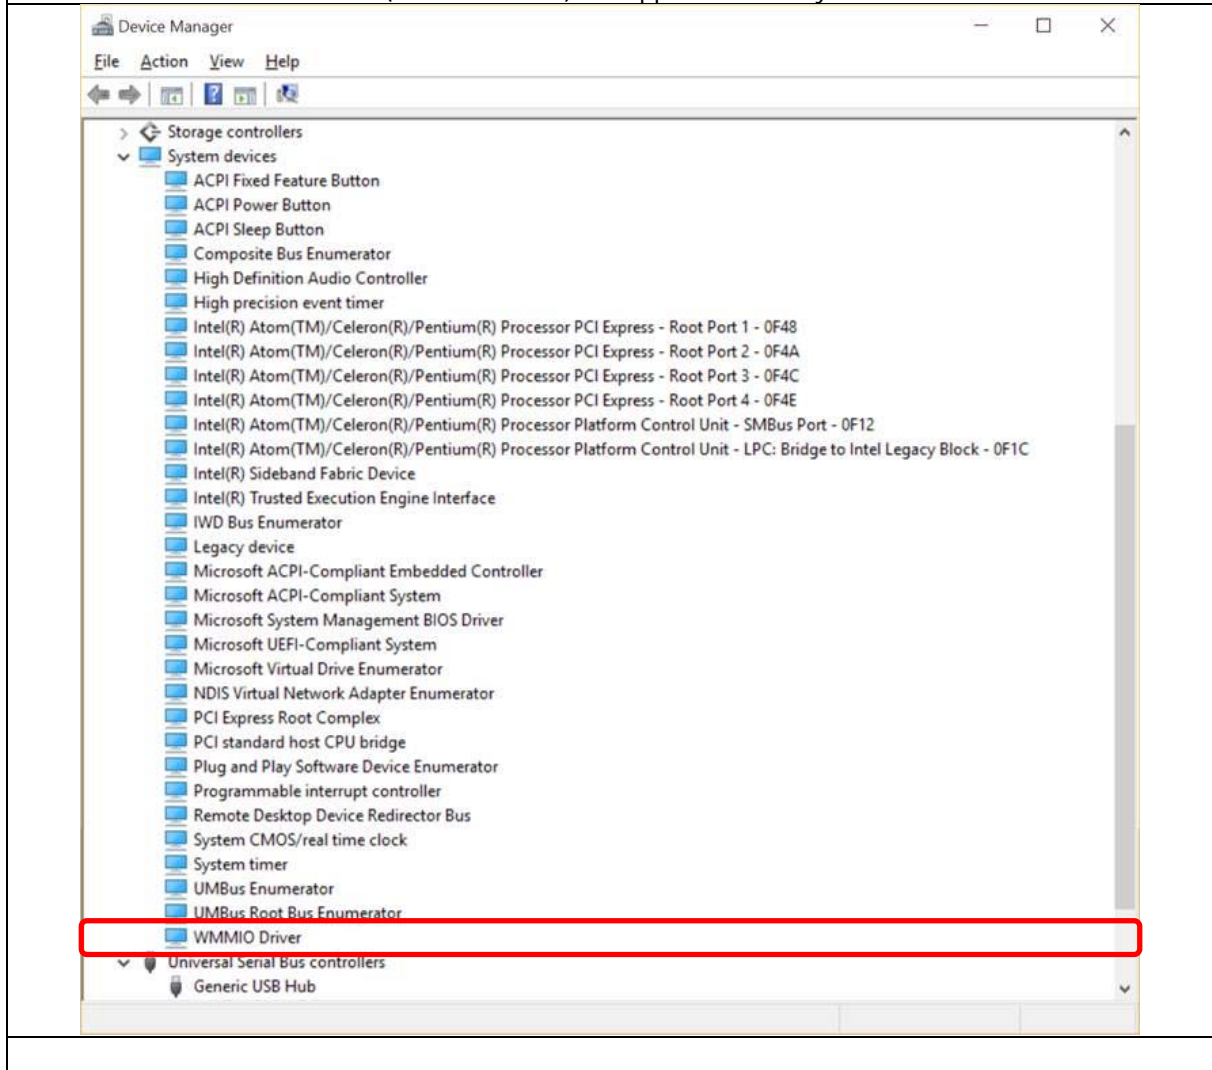 Device Manager
File Action View Help
Storage controllers
System devices
ACPI Fixed Feature Button
ACPI Power Button
ACPI Sleep Button
Composite Bus Enumerator
High Definition Audio Controller
High precision event timer
Intel(R) Atom(TM)/Celeron(R)/Pentium(R) Processor PCI Express - Root Port 1 - 0F48
Intel(R) Atom(TM)/Celeron(R)/Pentium(R) Processor PCI Express - Root Port 2 - 0F4A
Intel(R) Atom(TM)/Celeron(R)/Pentium(R) Processor PCI Express - Root Port 3 - 0F4C
Intel(R) Atom(TM)/Celeron(R)/Pentium(R) Processor PCI Express - Root Port 4 - 0F4E
Intel(R) Atom(TM)/Celeron(R)/Pentium(R) Processor Platform Control Unit - SMBus Port - 0F12
Intel(R) Atom(TM)/Celeron(R)/Pentium(R) Processor Platform Control Unit - LPC: Bridge to Intel Legacy Block - 0F1C
Intel(R) Sideband Fabric Device
Intel(R) Trusted Execution Engine Interface
IWD Bus Enumerator
Legacy device
Microsoft ACPI-Compliant Embedded Controller
Microsoft ACPI-Compliant System
Microsoft System Management BIOS Driver
Microsoft UEFI-Compliant System
Microsoft Virtual Drive Enumerator
NDIS Virtual Network Adapter Enumerator
PCI Express Root Complex
PCI standard host CPU bridge
Plug and Play Software Device Enumerator
Programmable interrupt controller
Remote Desktop Device Redirector Bus
System CMOS/real time clock
System timer
UMBus Enumerator
UMBus Root Bus Enumerator
WMMIO Driver
Universal Serial Bus controllers
Generic USB Hub